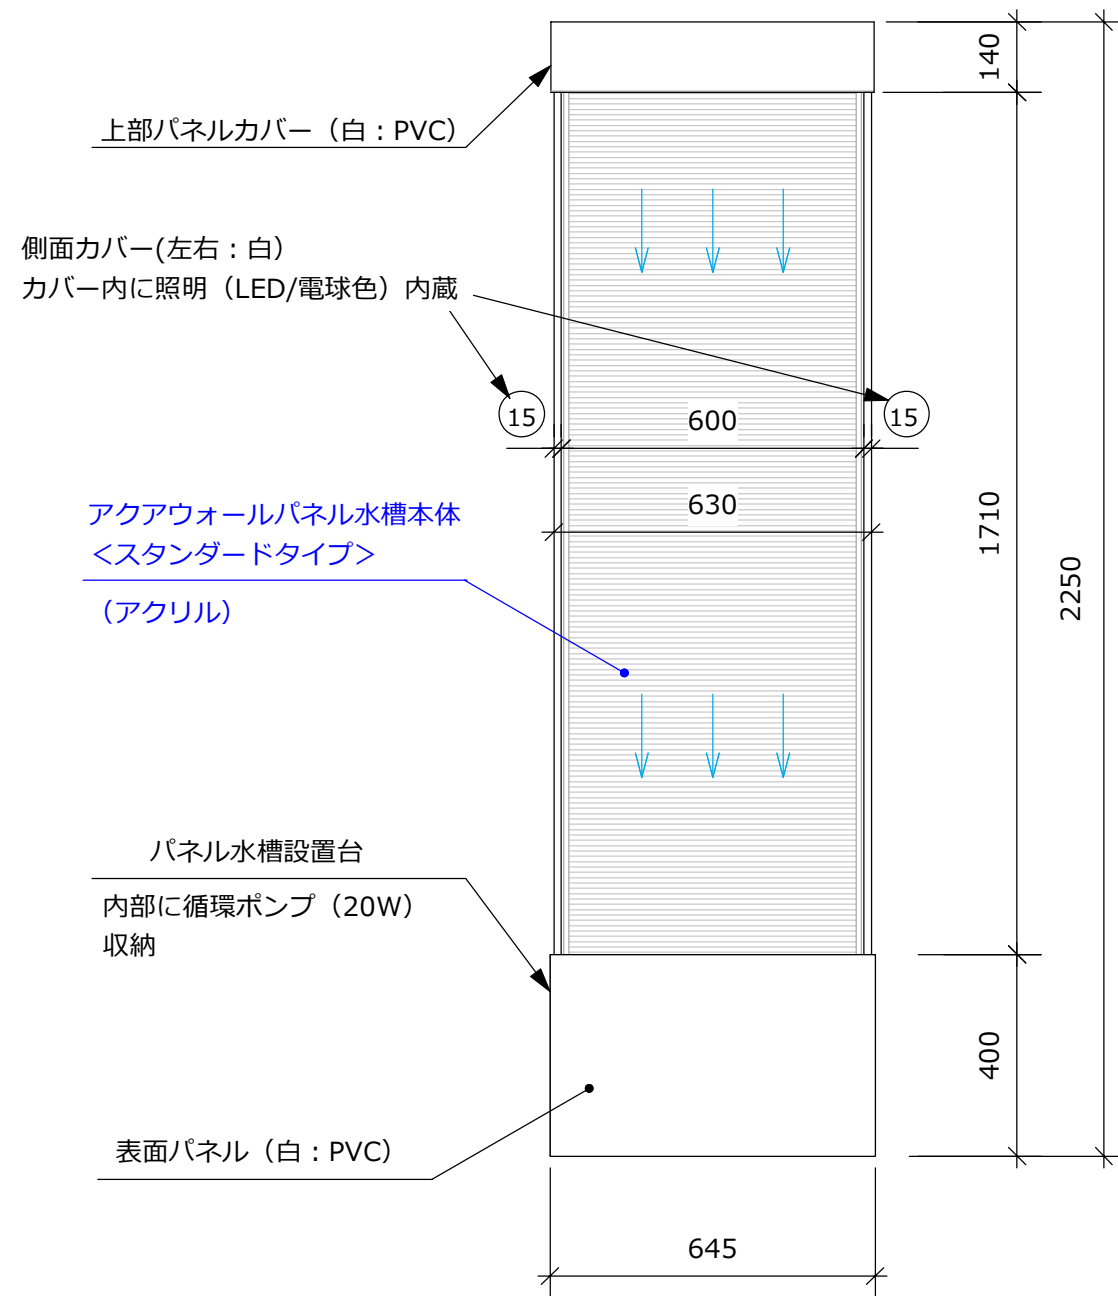 140
上部パネルカバー（白：PVC）
側面カバー(左右：白）
カバー内に照明（LED/電球色）内蔵
15
600
15
630
アクアウォールパネル水槽本体
＜スタンダードタイプ＞
（アクリル）
1710
2250
パネル水槽設置台
内部に循環ポンプ（20W）
収納
400
表面パネル（白：PVC）
645